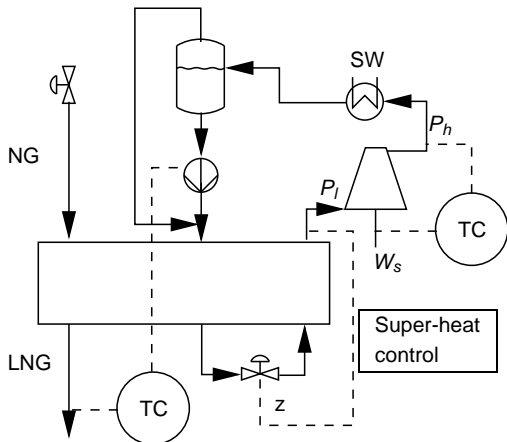 SW
P_h
NG
P_l
TC
W_s
Super-heat
control
LNG
TC
z